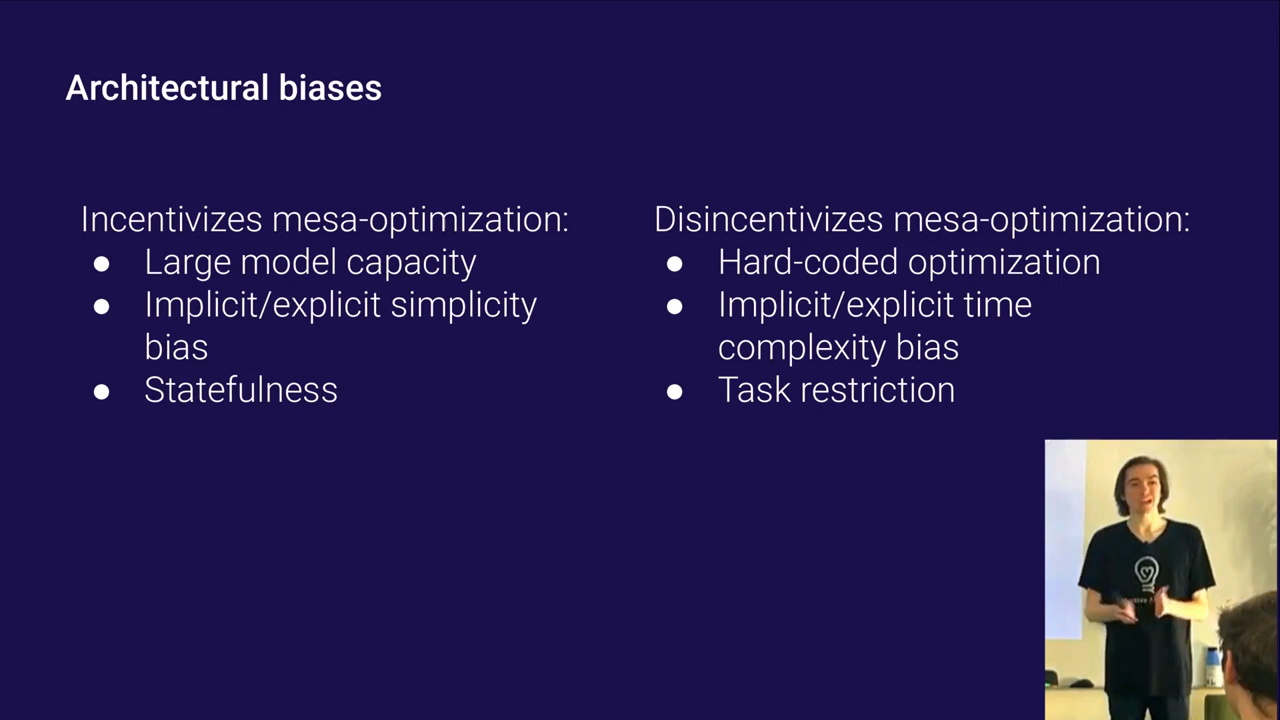 Architectural biases
Incentivizes mesa-optimization:
● Large model capacity
● Implicit/explicit simplicity
bias
● Statefulness
Disincentivizes mesa-optimization:
● Hard-coded optimization
● Implicit/explicit time
complexity bias
● Task restriction